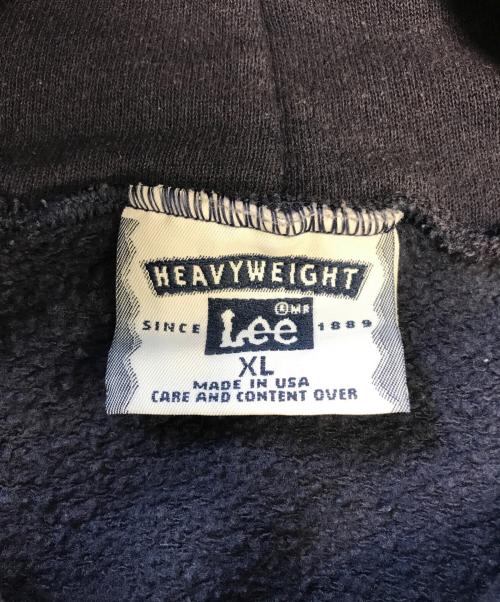 HEAVYWEIGHT
® MR
SINCE Lee 1889
XL
MADE IN USA
CARE AND CONTENT OVER